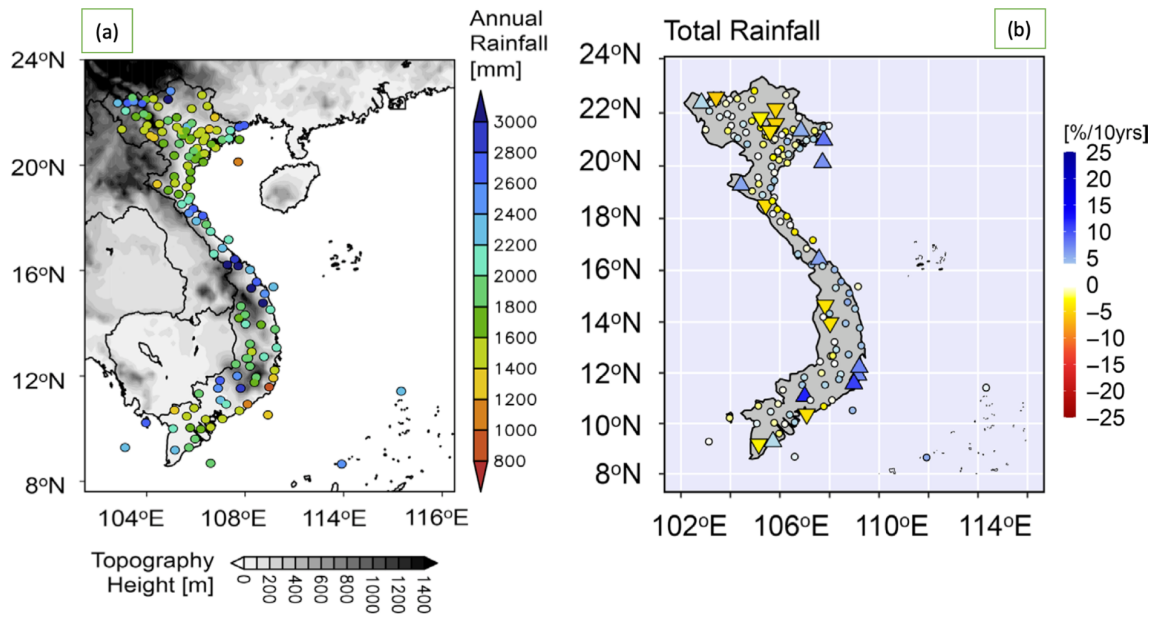 (a)
Annual
Rainfall
[mm]
24°N
20°N
16°N
12°N
8°N
104°E 108°E 114°E 116°E
3000
2800
2600
2400
2200
2000
1800
1600
1400
1200
1000
800
Topography
Height [m]
0 200 400 600 800 1000 1200 1400
Total Rainfall
(b)
24°N
22°N
20°N
18°N
16°N
14°N
12°N
10°N
8°N
102°E 106°E 110°E 114°E
[%/10yrs]
25
20
15
10
5
0
−5
−10
−15
−20
−25